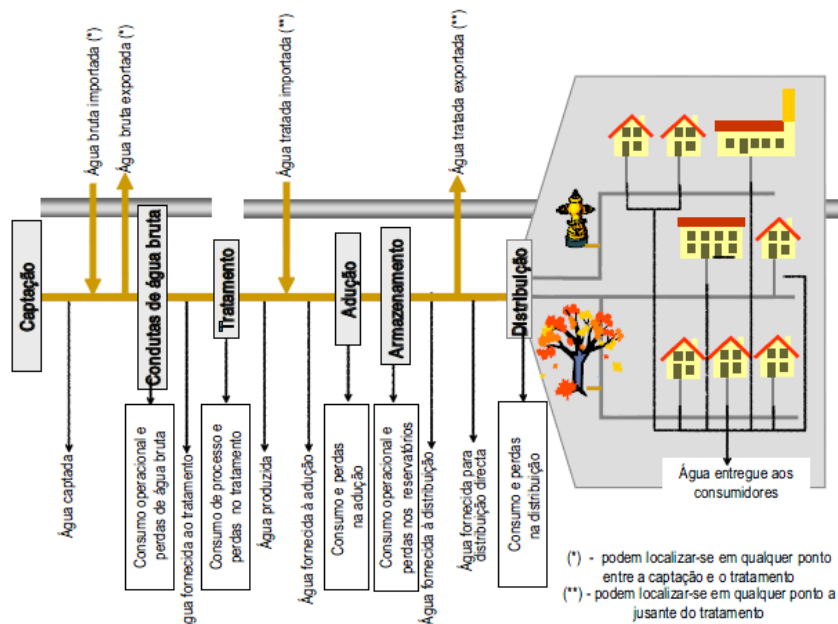 Água bruta importada (*)
Água bruta exportada (*)
Água tratada importada (**)
Água tratada exportada (**)
Captação
Condutas de água bruta
Tratamento
Adução
Armazenamento
Distribuição
Água captada
Consumo operacional e
perdas de água bruta
Água fornecida ao tratamento
Consumo de processo e
perdas no tratamento
Água produzida
Água fornecida à adução
Consumo e perdas
na adução
Consumo operacional e
perdas nos reservatórios
Água fornecida à distribuição
Água fornecida para
distribuição directa
Consumo e perdas
na distribuição
Água entregue aos
consumidores
(*) - podem localizar-se em qualquer ponto
entre a captação e o tratamento
(**) - podem localizar-se em qualquer ponto a
jusante do tratamento